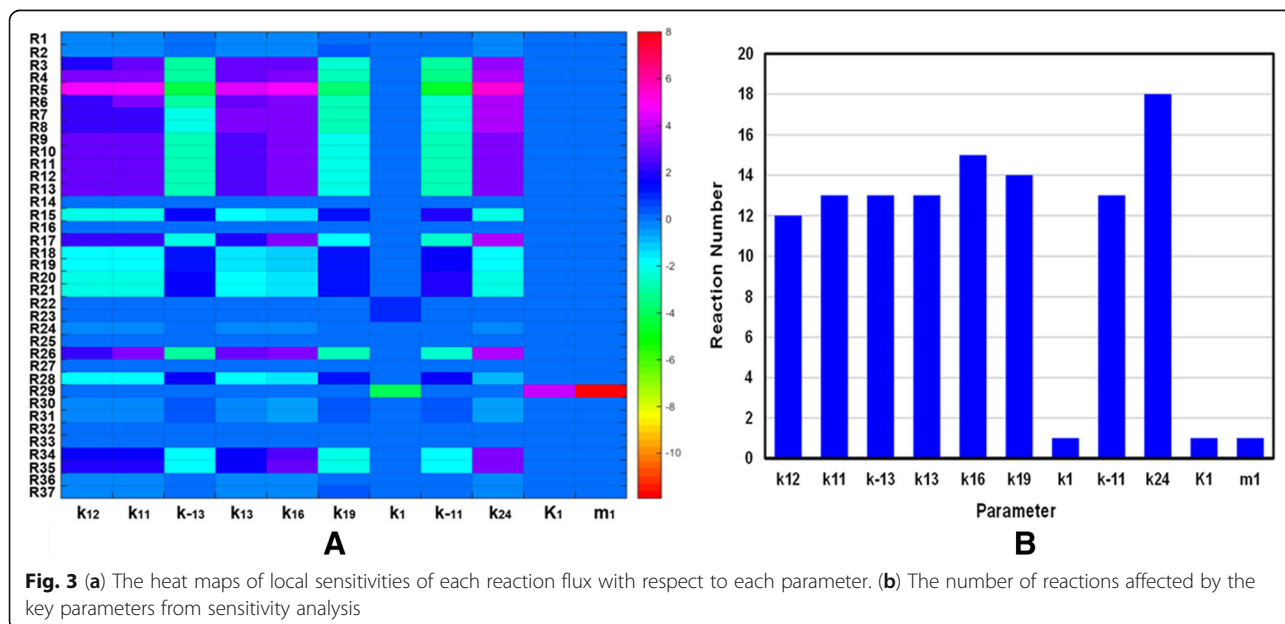 R1
R2
R3
R4
R5
R6
R7
R8
R9
R10
R11
R12
R13
R14
R15
R16
R17
R18
R19
R20
R21
R22
R23
R24
R25
R26
R27
R28
R29
R30
R31
R32
R33
R34
R35
R36
R37
k12 k11 k-13 k13 k16 k19 k1 k-11 k24 K1 m1
8
6
4
2
0
-2
-4
-6
-8
-10
A
Reaction Number
20
18
16
14
12
10
8
6
4
2
0
k12 k11 k-13 k13 k16 k19 k1 k-11 k24 K1 m1
Parameter
B
Fig. 3 (a) The heat maps of local sensitivities of each reaction flux with respect to each parameter. (b) The number of reactions affected by the
key parameters from sensitivity analysis